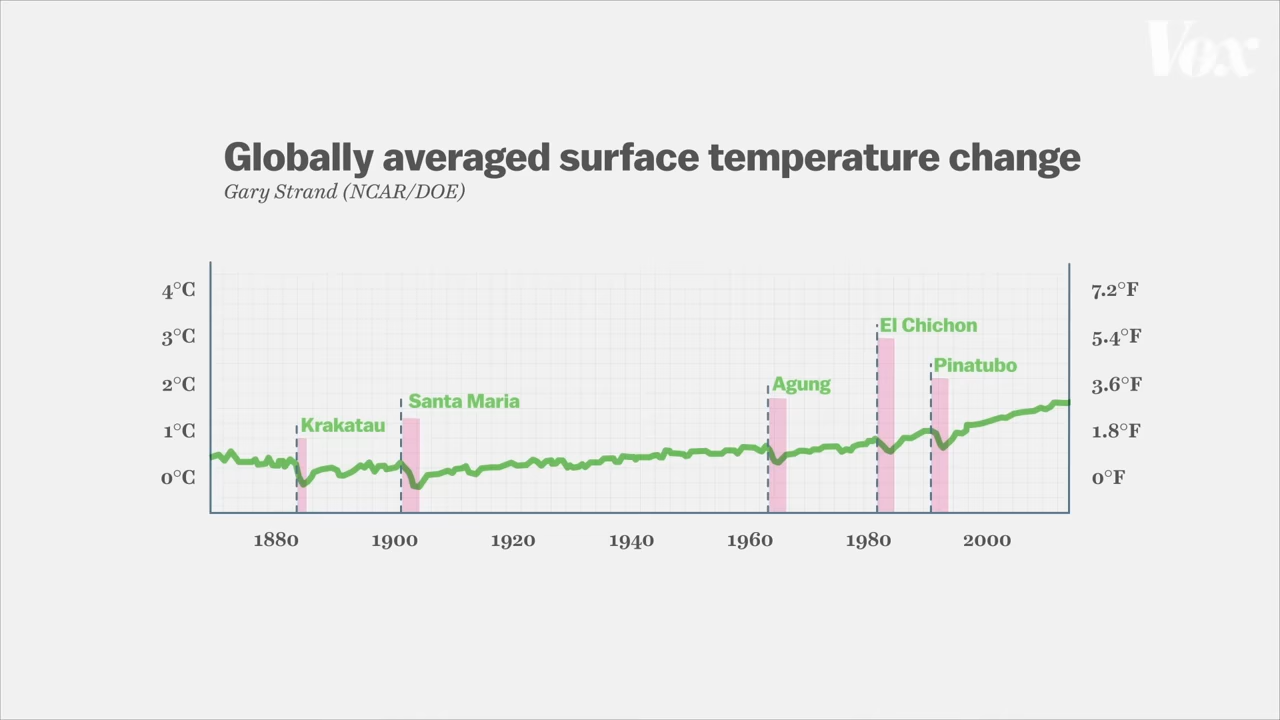 Vox
Globally averaged surface temperature change
Gary Strand (NCAR/DOE)
4°C
7.2°F
El Chichon
3°C
5.4°F
Pinatubo
2°C
Agung
3.6°F
Santa Maria
Krakatau
1°C
1.8°F
0°C
0°F
1880 1900 1920 1940 1960 1980 2000